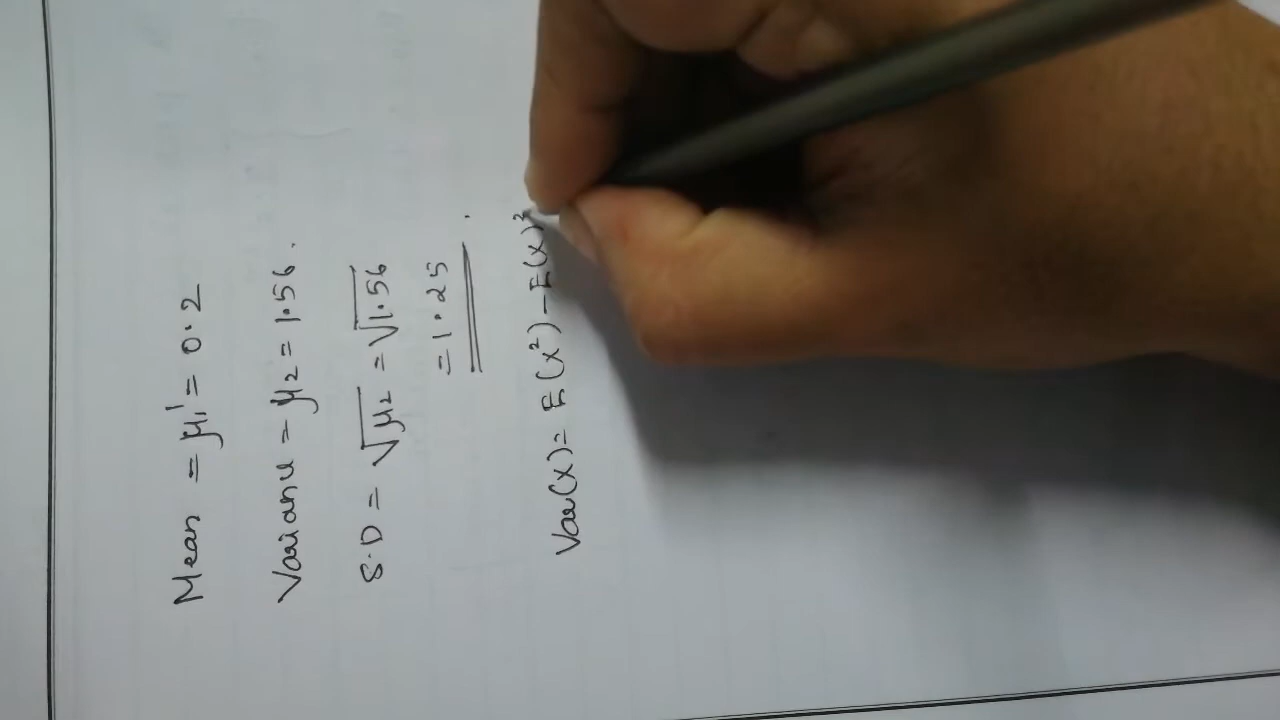 Mean = μ₁' = 0.2
Variance = μ₂ = 1.56.
S.D = √μ₂ = √1.56
= 1.25.
Var(X) = E(X²) - E(X)²